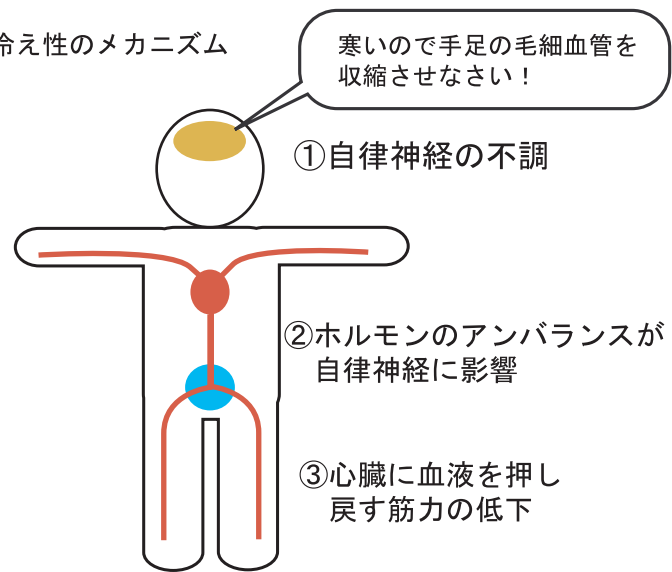 冷え性のメカニズム
寒いので手足の毛細血管を
収縮させなさい！
①自律神経の不調
②ホルモンのアンバランスが
自律神経に影響
③心臓に血液を押し
戻す筋力の低下